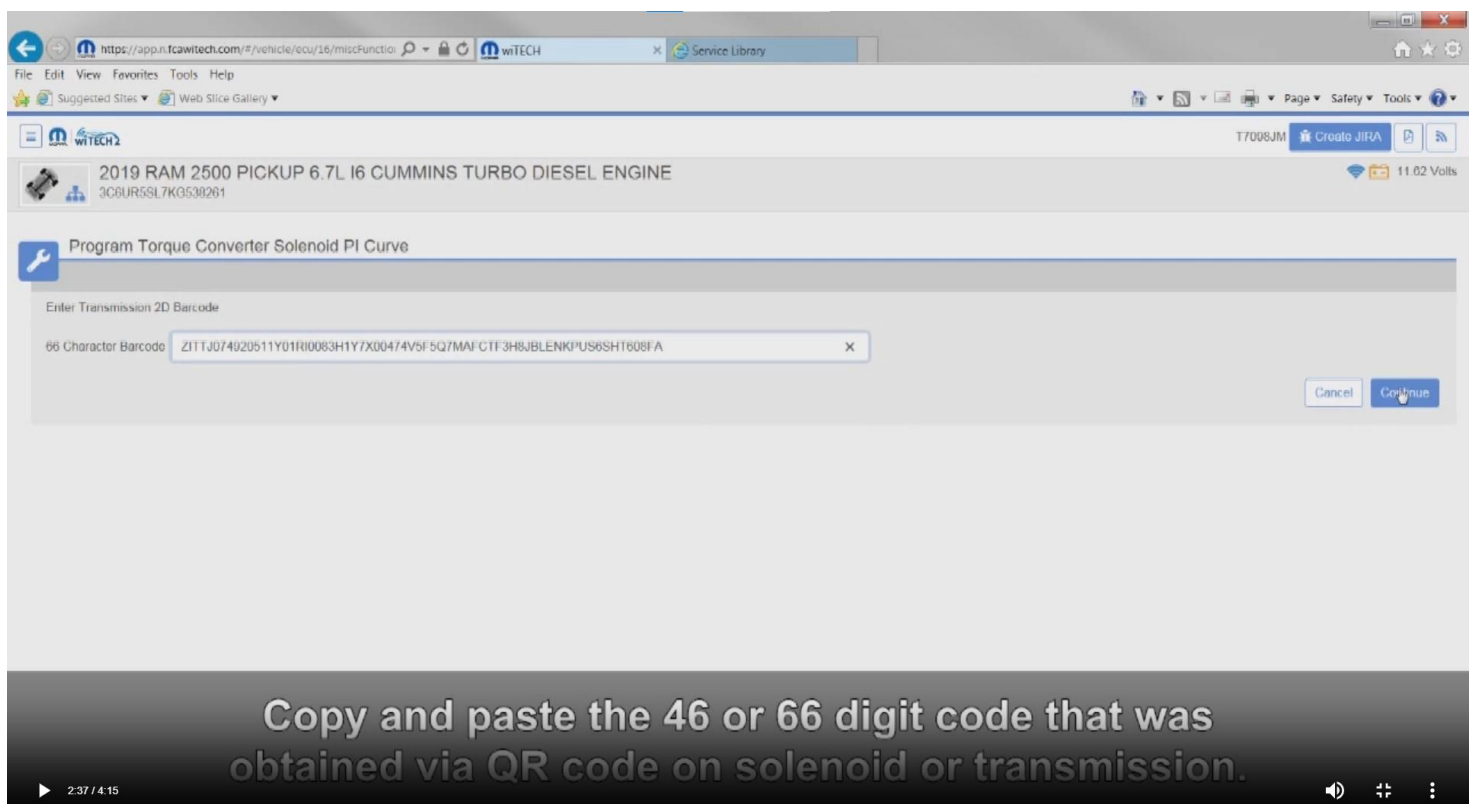 https://app.n.fcawitech.com/#/vehicle/ecu/16/miscFunctio
wiTECH
Service Library
File Edit View Favorites Tools Help
Suggested Sites ▾ Web Slice Gallery ▾
Page ▾ Safety ▾ Tools ▾
wiTECH2
T7098JM Create JIRA
2019 RAM 2500 PICKUP 6.7L I6 CUMMINS TURBO DIESEL ENGINE
11.62 Volts
3C6UR5SL7KG538261
Program Torque Converter Solenoid PI Curve
Enter Transmission 2D Barcode
66 Character Barcode
Cancel Continue
Copy and paste the 46 or 66 digit code that was
obtained via QR code on solenoid or transmission.
2:37 / 4:15